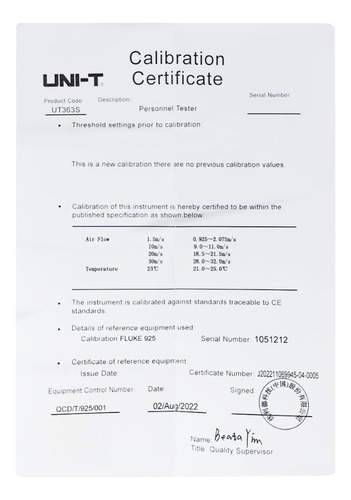 Calibration
UNI-T Certificate
Product Code: Description: Serial Number:
UT363S Personnel Tester
• Threshold settings prior to calibration:
This is a new calibration there are no previous calibration values.
• Calibration of this instrument is hereby certified to be within the
published specification as shown below:
Air Flow 1.5m/s 0.925~2.075m/s
10m/s 9.0~11.0m/s
20m/s 18.5~21.5m/s
30m/s 28.0~32.0m/s
Temperature 23℃ 21.0~25.0℃
• The instrument is calibrated against standards traceable to CE
standards.
• Details of reference equipment used:
Calibration FLUKE 925 Serial Number: 1051212
• Certificate of reference equipment:
Issue Date: Certificate Number: J202211069945-04-0005
Equipment Control Number: Date: Signed:
QCD/T/925/001 02/Aug/2022
Name: Beata Yim
Title: Quality Supervisor